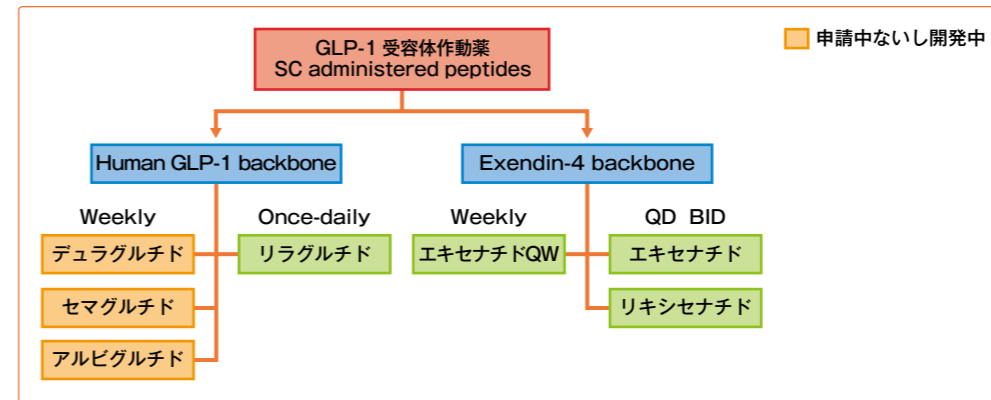 GLP-1 受容体作動薬
SC administered peptides
申請中ないし開発中
Human GLP-1 backbone
Exendin-4 backbone
Weekly
Once-daily
Weekly
QD BID
デュラグルチド
リラグルチド
エキセナチドQW
エキセナチド
セマグルチド
リキシセナチド
アルビグルチド